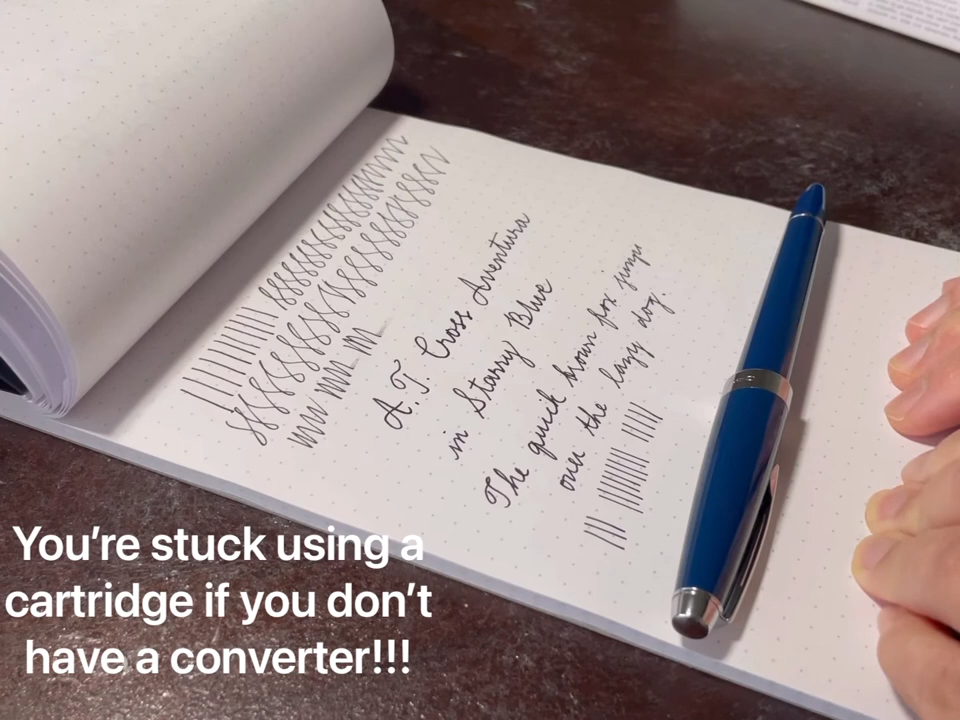 A.T. Cross Aventura
in Starry Blue
The quick brown fox jumps
over the lazy dog.
You're stuck using a
cartridge if you don't
have a converter!!!